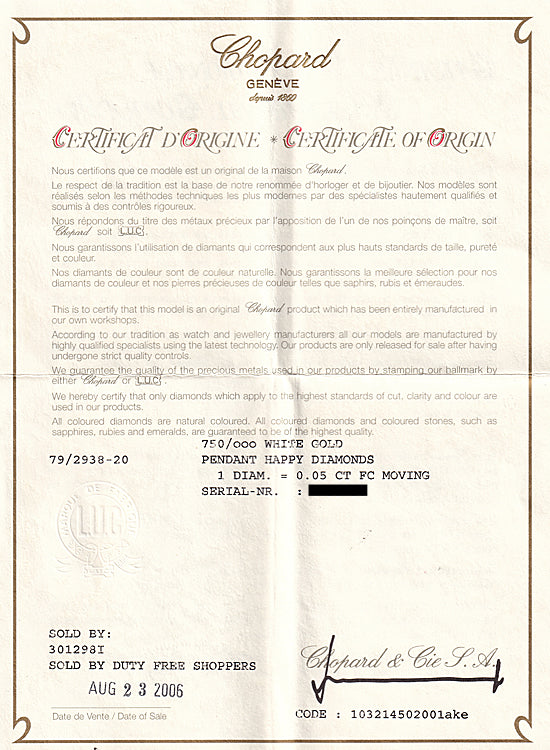 Chopard
GENÈVE
depuis 1860
CERTIFICAT D'ORIGINE * CERTIFICATE OF ORIGIN
Nous certifions que ce modèle est un original de la maison Chopard.
Le respect de la tradition est la base de notre renommée d'horloger et de bijoutier. Nos modèles sont
réalisés selon les méthodes techniques les plus modernes par des spécialistes hautement qualifiés et
soumis à des contrôles rigoureux.
Nous répondons du titre des métaux précieux par l'apposition de l'un de nos poinçons de maître, soit
Chopard soit L.U.C.
Nous garantissons l'utilisation de diamants qui correspondent aux plus hauts standards de taille, pureté
et couleur.
Nos diamants de couleur sont de couleur naturelle. Nous garantissons la meilleure sélection pour nos
diamants de couleur et nos pierres précieuses de couleur telles que saphirs, rubis et émeraudes.
This is to certify that this model is an original Chopard product which has been entirely manufactured in
our own workshops.
According to our tradition as watch and jewellery manufacturers all our models are manufactured by
highly qualified specialists using the latest technology. Our products are only released for sale after having
undergone strict quality controls.
We guarantee the quality of the precious metals used in our products by stamping our hallmark by
either Chopard or L.U.C.
We hereby certify that only diamonds which apply to the highest standards of cut, clarity and colour are
used in our products.
All coloured diamonds are natural coloured. All coloured diamonds and coloured stones, such as
sapphires, rubies and emeralds, are guaranteed to be of the highest quality.
750/ooo WHITE GOLD
79/2938-20 PENDANT HAPPY DIAMONDS
1 DIAM. = 0.05 CT FC MOVING
SERIAL-NR. :
L.U.C
SOLD BY:
301298I
SOLD BY DUTY FREE SHOPPERS
AUG 23 2006
Chopard & Cie S.A.
Date de Vente / Date of Sale
CODE : 103214502001ake